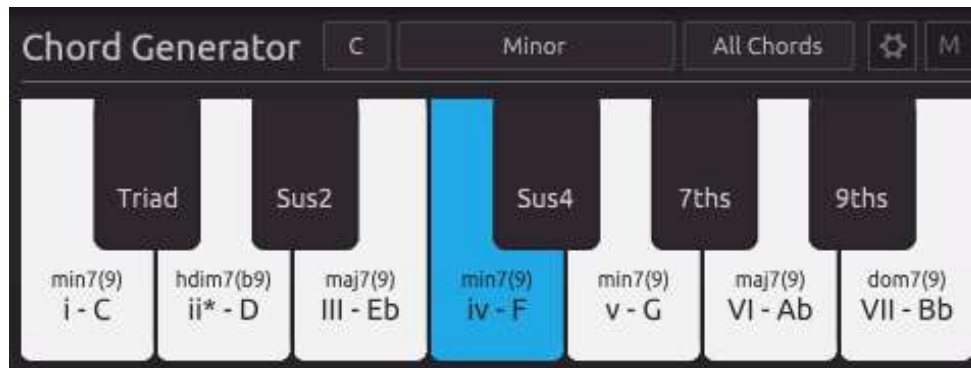 Chord Generator C Minor All Chords M
Triad Sus2 Sus4 7ths 9ths
min7(9) hdim7(b9) maj7(9) min7(9) min7(9) maj7(9) dom7(9)
i - C ii* - D III - Eb iv - F v - G VI - Ab VII - Bb